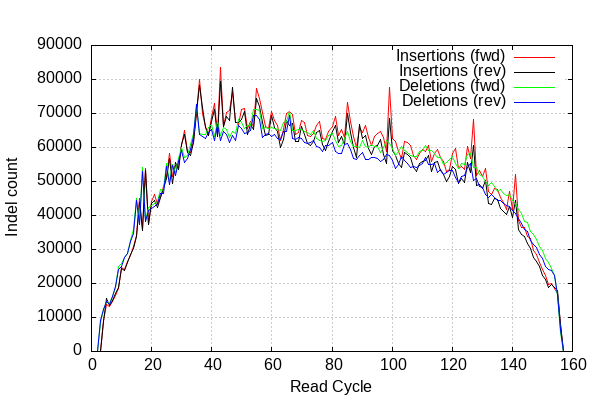 90000
80000
70000
60000
50000
40000
30000
20000
10000
0
Indel count
Insertions (fwd)
Insertions (rev)
Deletions (fwd)
Deletions (rev)
0 20 40 60 80 100 120 140 160
Read Cycle